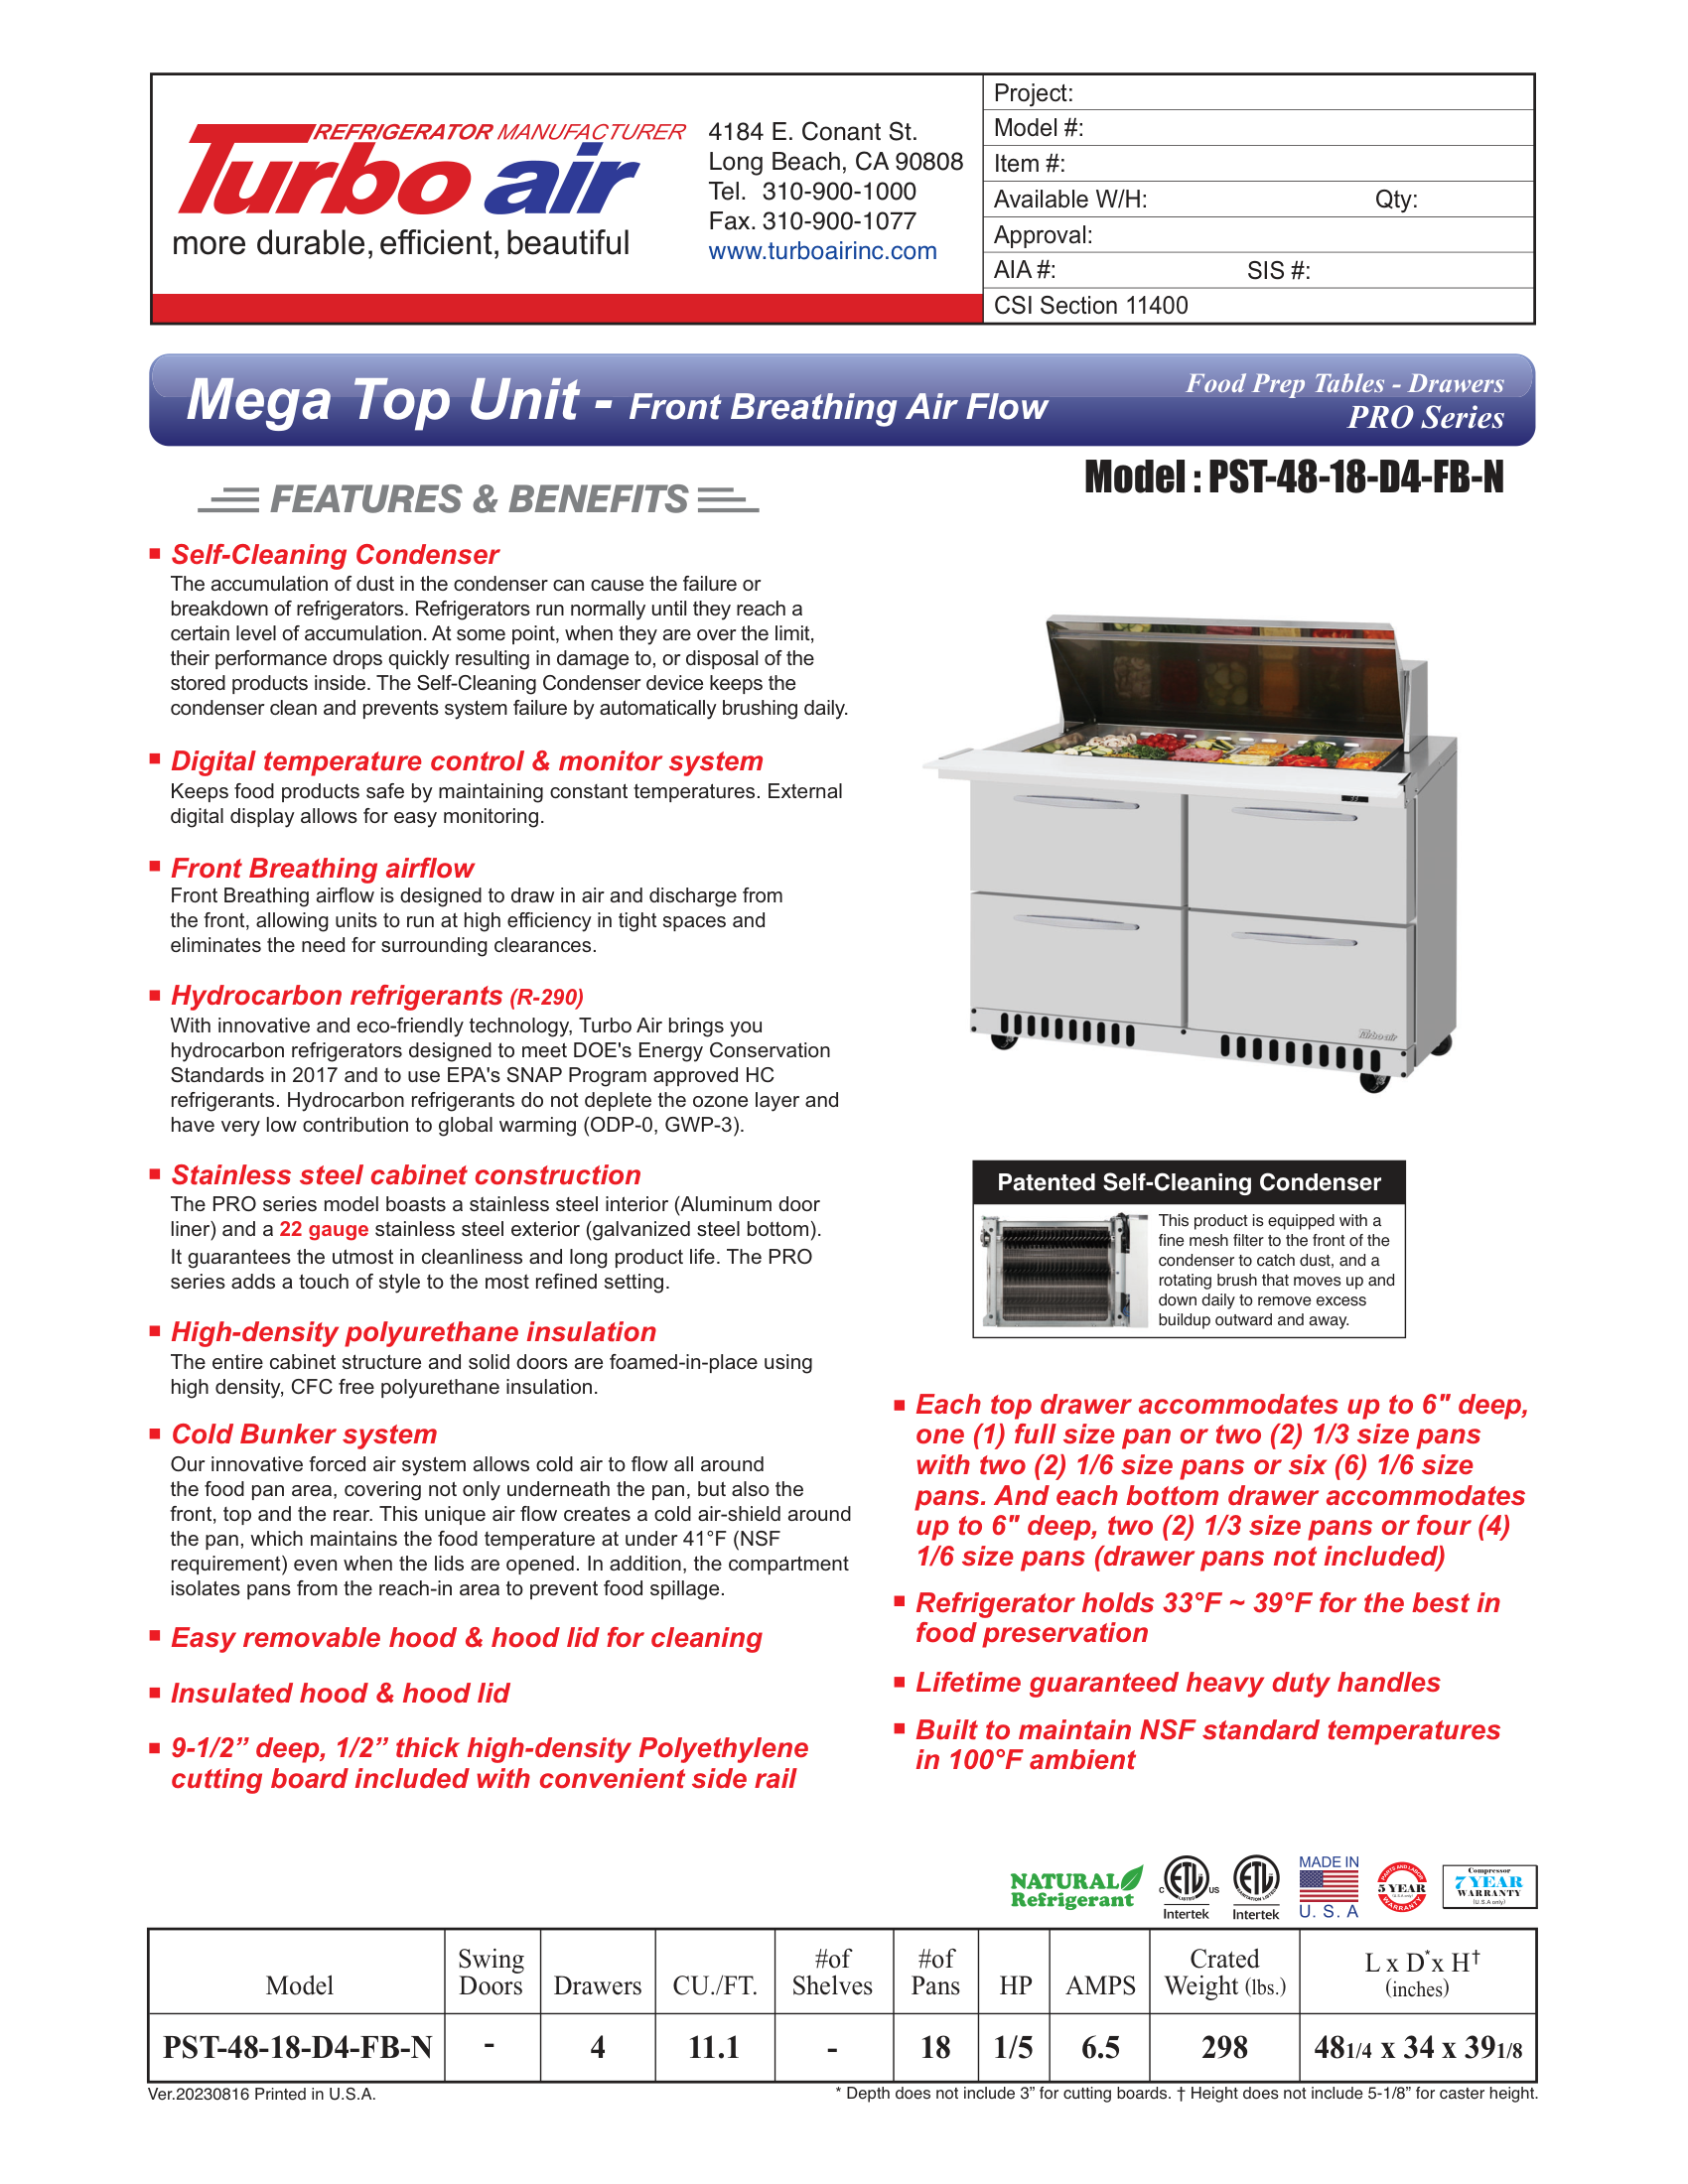 REFRIGERATOR MANUFACTURER
Turbo air
more durable, efficient, beautiful
4184 E. Conant St.
Long Beach, CA 90808
Tel. 310-900-1000
Fax. 310-900-1077
www.turboairinc.com
Project:
Model #:
Item #:
Available W/H: Qty:
Approval:
AIA #: SIS #:
CSI Section 11400
Mega Top Unit - Front Breathing Air Flow
Food Prep Tables - Drawers
PRO Series
Model : PST-48-18-D4-FB-N
FEATURES & BENEFITS
Self-Cleaning Condenser
The accumulation of dust in the condenser can cause the failure or
breakdown of refrigerators. Refrigerators run normally until they reach a
certain level of accumulation. At some point, when they are over the limit,
their performance drops quickly resulting in damage to, or disposal of the
stored products inside. The Self-Cleaning Condenser device keeps the
condenser clean and prevents system failure by automatically brushing daily.
Digital temperature control & monitor system
Keeps food products safe by maintaining constant temperatures. External
digital display allows for easy monitoring.
Front Breathing airflow
Front Breathing airflow is designed to draw in air and discharge from
the front, allowing units to run at high efficiency in tight spaces and
eliminates the need for surrounding clearances.
Hydrocarbon refrigerants (R-290)
With innovative and eco-friendly technology, Turbo Air brings you
hydrocarbon refrigerators designed to meet DOE's Energy Conservation
Standards in 2017 and to use EPA's SNAP Program approved HC
refrigerants. Hydrocarbon refrigerants do not deplete the ozone layer and
have very low contribution to global warming (ODP-0, GWP-3).
Stainless steel cabinet construction
The PRO series model boasts a stainless steel interior (Aluminum door
liner) and a 22 gauge stainless steel exterior (galvanized steel bottom).
It guarantees the utmost in cleanliness and long product life. The PRO
series adds a touch of style to the most refined setting.
High-density polyurethane insulation
The entire cabinet structure and solid doors are foamed-in-place using
high density, CFC free polyurethane insulation.
Cold Bunker system
Our innovative forced air system allows cold air to flow all around
the food pan area, covering not only underneath the pan, but also the
front, top and the rear. This unique air flow creates a cold air-shield around
the pan, which maintains the food temperature at under 41°F (NSF
requirement) even when the lids are opened. In addition, the compartment
isolates pans from the reach-in area to prevent food spillage.
Easy removable hood & hood lid for cleaning
Insulated hood & hood lid
9-1/2” deep, 1/2” thick high-density Polyethylene
cutting board included with convenient side rail
Turbo air
Patented Self-Cleaning Condenser
This product is equipped with a
fine mesh filter to the front of the
condenser to catch dust, and a
rotating brush that moves up and
down daily to remove excess
buildup outward and away.
Each top drawer accommodates up to 6" deep,
one (1) full size pan or two (2) 1/3 size pans
with two (2) 1/6 size pans or six (6) 1/6 size
pans. And each bottom drawer accommodates
up to 6" deep, two (2) 1/3 size pans or four (4)
1/6 size pans (drawer pans not included)
Refrigerator holds 33°F ~ 39°F for the best in
food preservation
Lifetime guaranteed heavy duty handles
Built to maintain NSF standard temperatures
in 100°F ambient
NATURAL
Refrigerant
C ETL US
LISTED
Intertek
ETL
SANITATION LISTED
Intertek
MADE IN
U. S. A
PARTS AND LABOR
5 YEAR
(U.S.A only)
WARRANTY
Compressor
7 YEAR
WARRANTY
(U.S.A only)
Model Swing Doors Drawers CU./FT. #of Shelves #of Pans HP AMPS Crated Weight (lbs.) L x D* x H† (inches)
PST-48-18-D4-FB-N - 4 11.1 - 18 1/5 6.5 298 48 1/4 x 34 x 39 1/8
Ver.20230816 Printed in U.S.A.
* Depth does not include 3” for cutting boards. † Height does not include 5-1/8” for caster height.